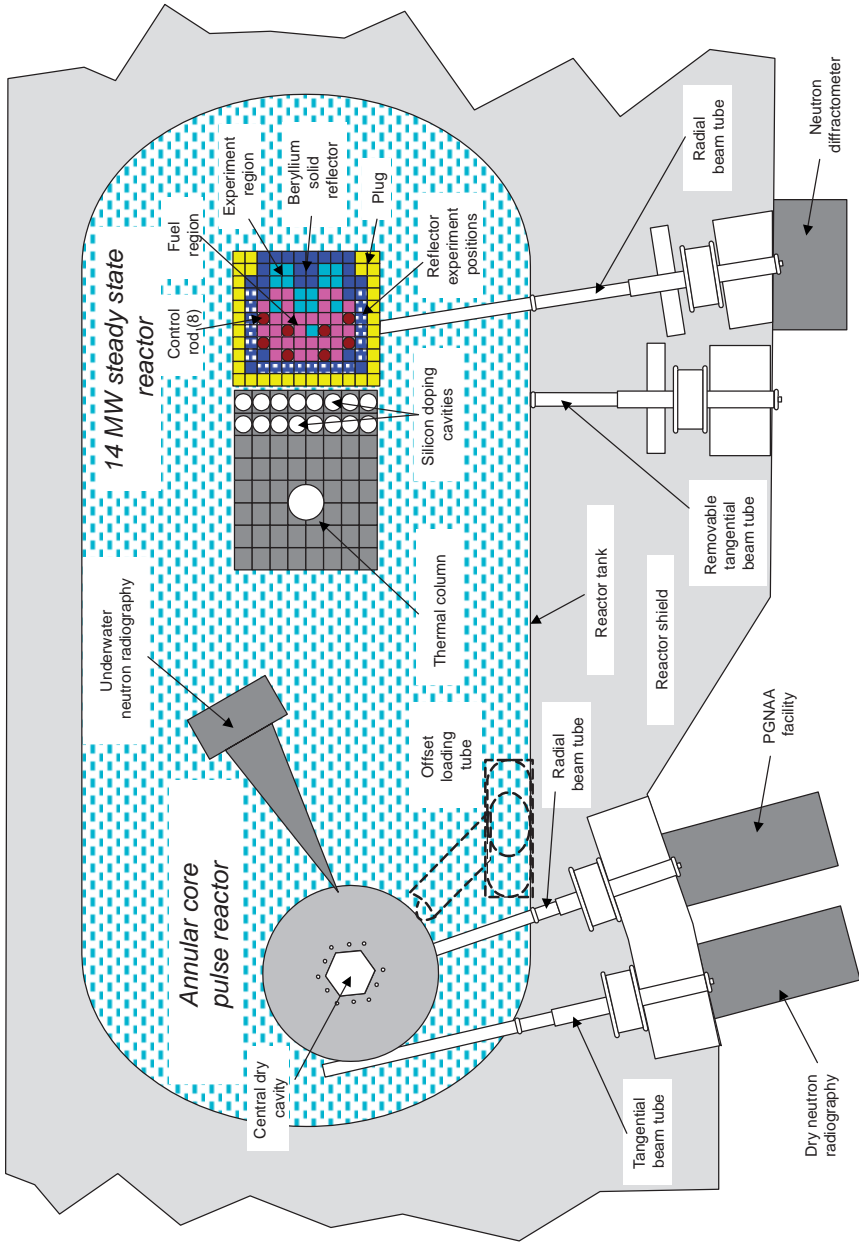 14 MW steady state
reactor
Control
rod (8)
Fuel
region
Experiment
region
Beryllium
solid
reflector
Plug
Reflector
experiment
positions
Silicon doping
cavities
Thermal column
Underwater
neutron radiography
Annular core
pulse reactor
Central dry
cavity
Offset
loading
tube
Radial
beam tube
Tangential
beam tube
Dry neutron
radiography
PGNAA
facility
Reactor shield
Reactor tank
Removable
tangential
beam tube
Radial
beam tube
Neutron
diffractometer